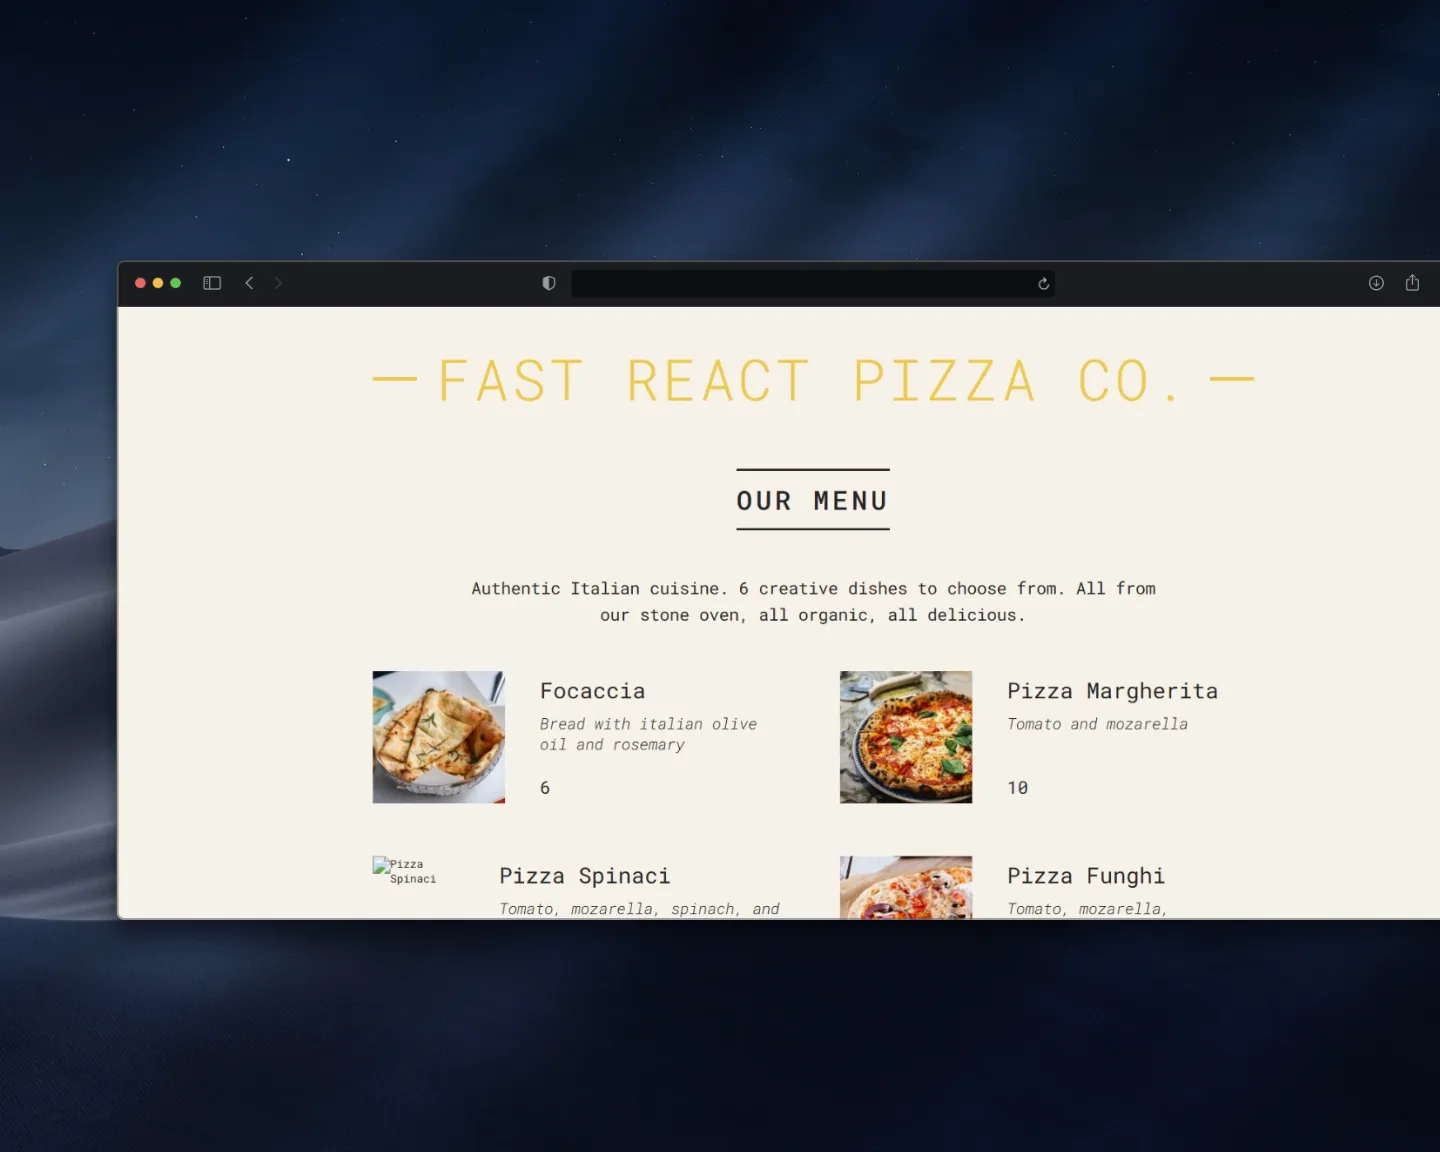 — FAST REACT PIZZA CO. —
OUR MENU
Authentic Italian cuisine. 6 creative dishes to choose from. All from
our stone oven, all organic, all delicious.
Focaccia
Bread with italian olive
oil and rosemary
6
Pizza Margherita
Tomato and mozarella
10
Pizza
Spinaci
Pizza Spinaci
Tomato, mozarella, spinach, and
Pizza Funghi
Tomato, mozarella,